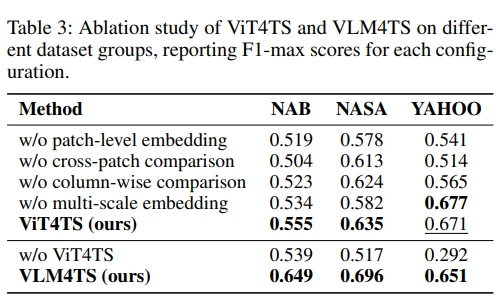 Table 3: Ablation study of ViT4TS and VLM4TS on differ-
ent dataset groups, reporting F1-max scores for each config-
uration.
Method NAB NASA YAHOO
w/o patch-level embedding 0.519 0.578 0.541
w/o cross-patch comparison 0.504 0.613 0.514
w/o column-wise comparison 0.523 0.624 0.565
w/o multi-scale embedding 0.534 0.582 0.677
ViT4TS (ours) 0.555 0.635 0.671
w/o ViT4TS 0.539 0.517 0.292
VLM4TS (ours) 0.649 0.696 0.651